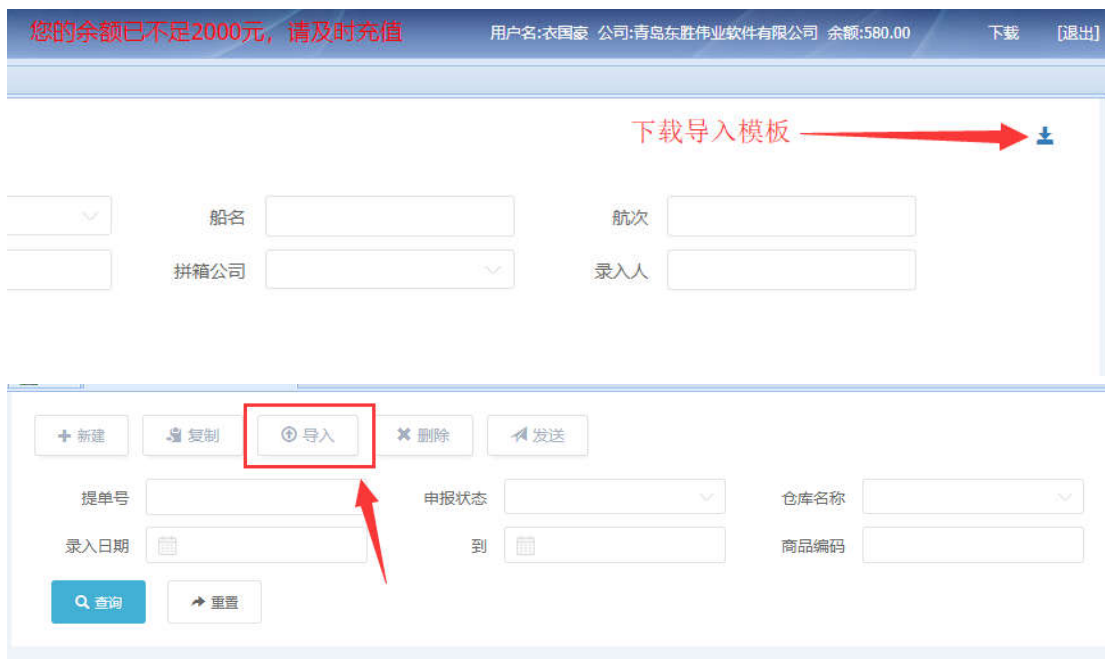 您的余额已不足2000元，请及时充值 用户名:衣国豪 公司:青岛东胜伟业软件有限公司 余额:580.00 下载 [退出]
下载导入模板
船名 航次
拼箱公司 录入人
新建 复制 导入 删除 发送
提单号 申报状态 仓库名称
录入日期 到 商品编码
查询 重置